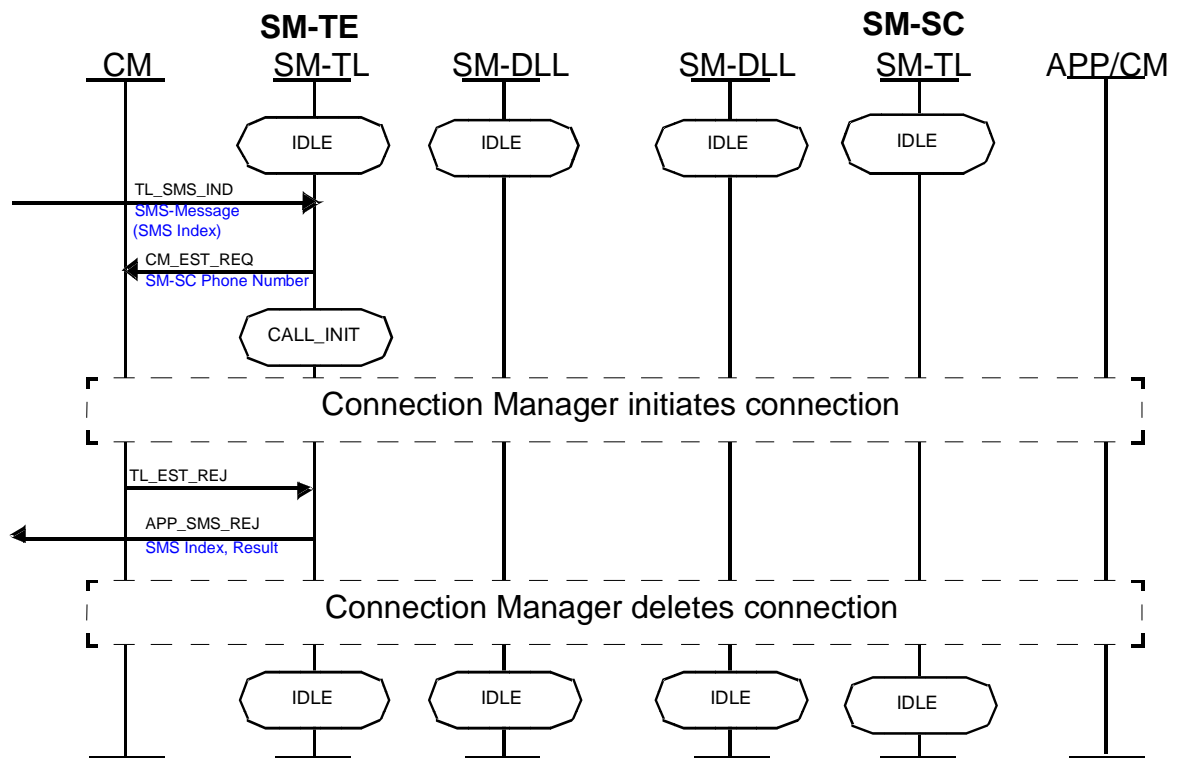 SM-TE SM-SC
CM SM-TL SM-DLL SM-DLL SM-TL APP/CM
IDLE IDLE IDLE IDLE
TL_SMS_IND
SMS-Message
(SMS Index)
CM_EST_REQ
SM-SC Phone Number
CALL_INIT
Connection Manager initiates connection
TL_EST_REJ
APP_SMS_REJ
SMS Index, Result
Connection Manager deletes connection
IDLE IDLE IDLE IDLE